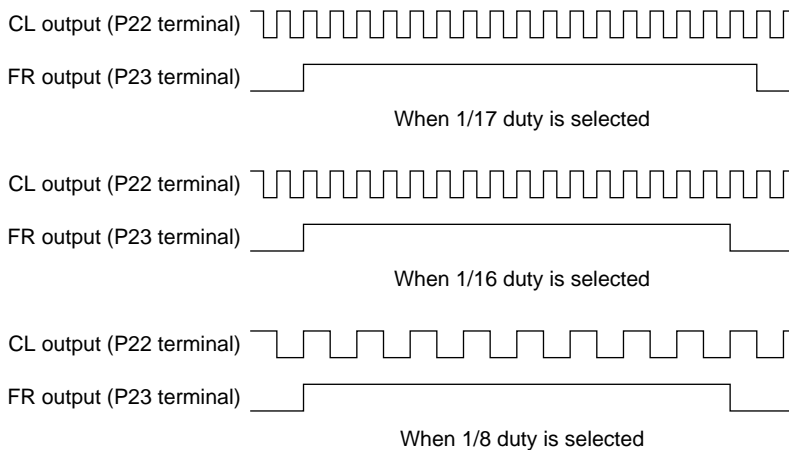 CL output (P22 terminal)
FR output (P23 terminal)
When 1/17 duty is selected
CL output (P22 terminal)
FR output (P23 terminal)
When 1/16 duty is selected
CL output (P22 terminal)
FR output (P23 terminal)
When 1/8 duty is selected